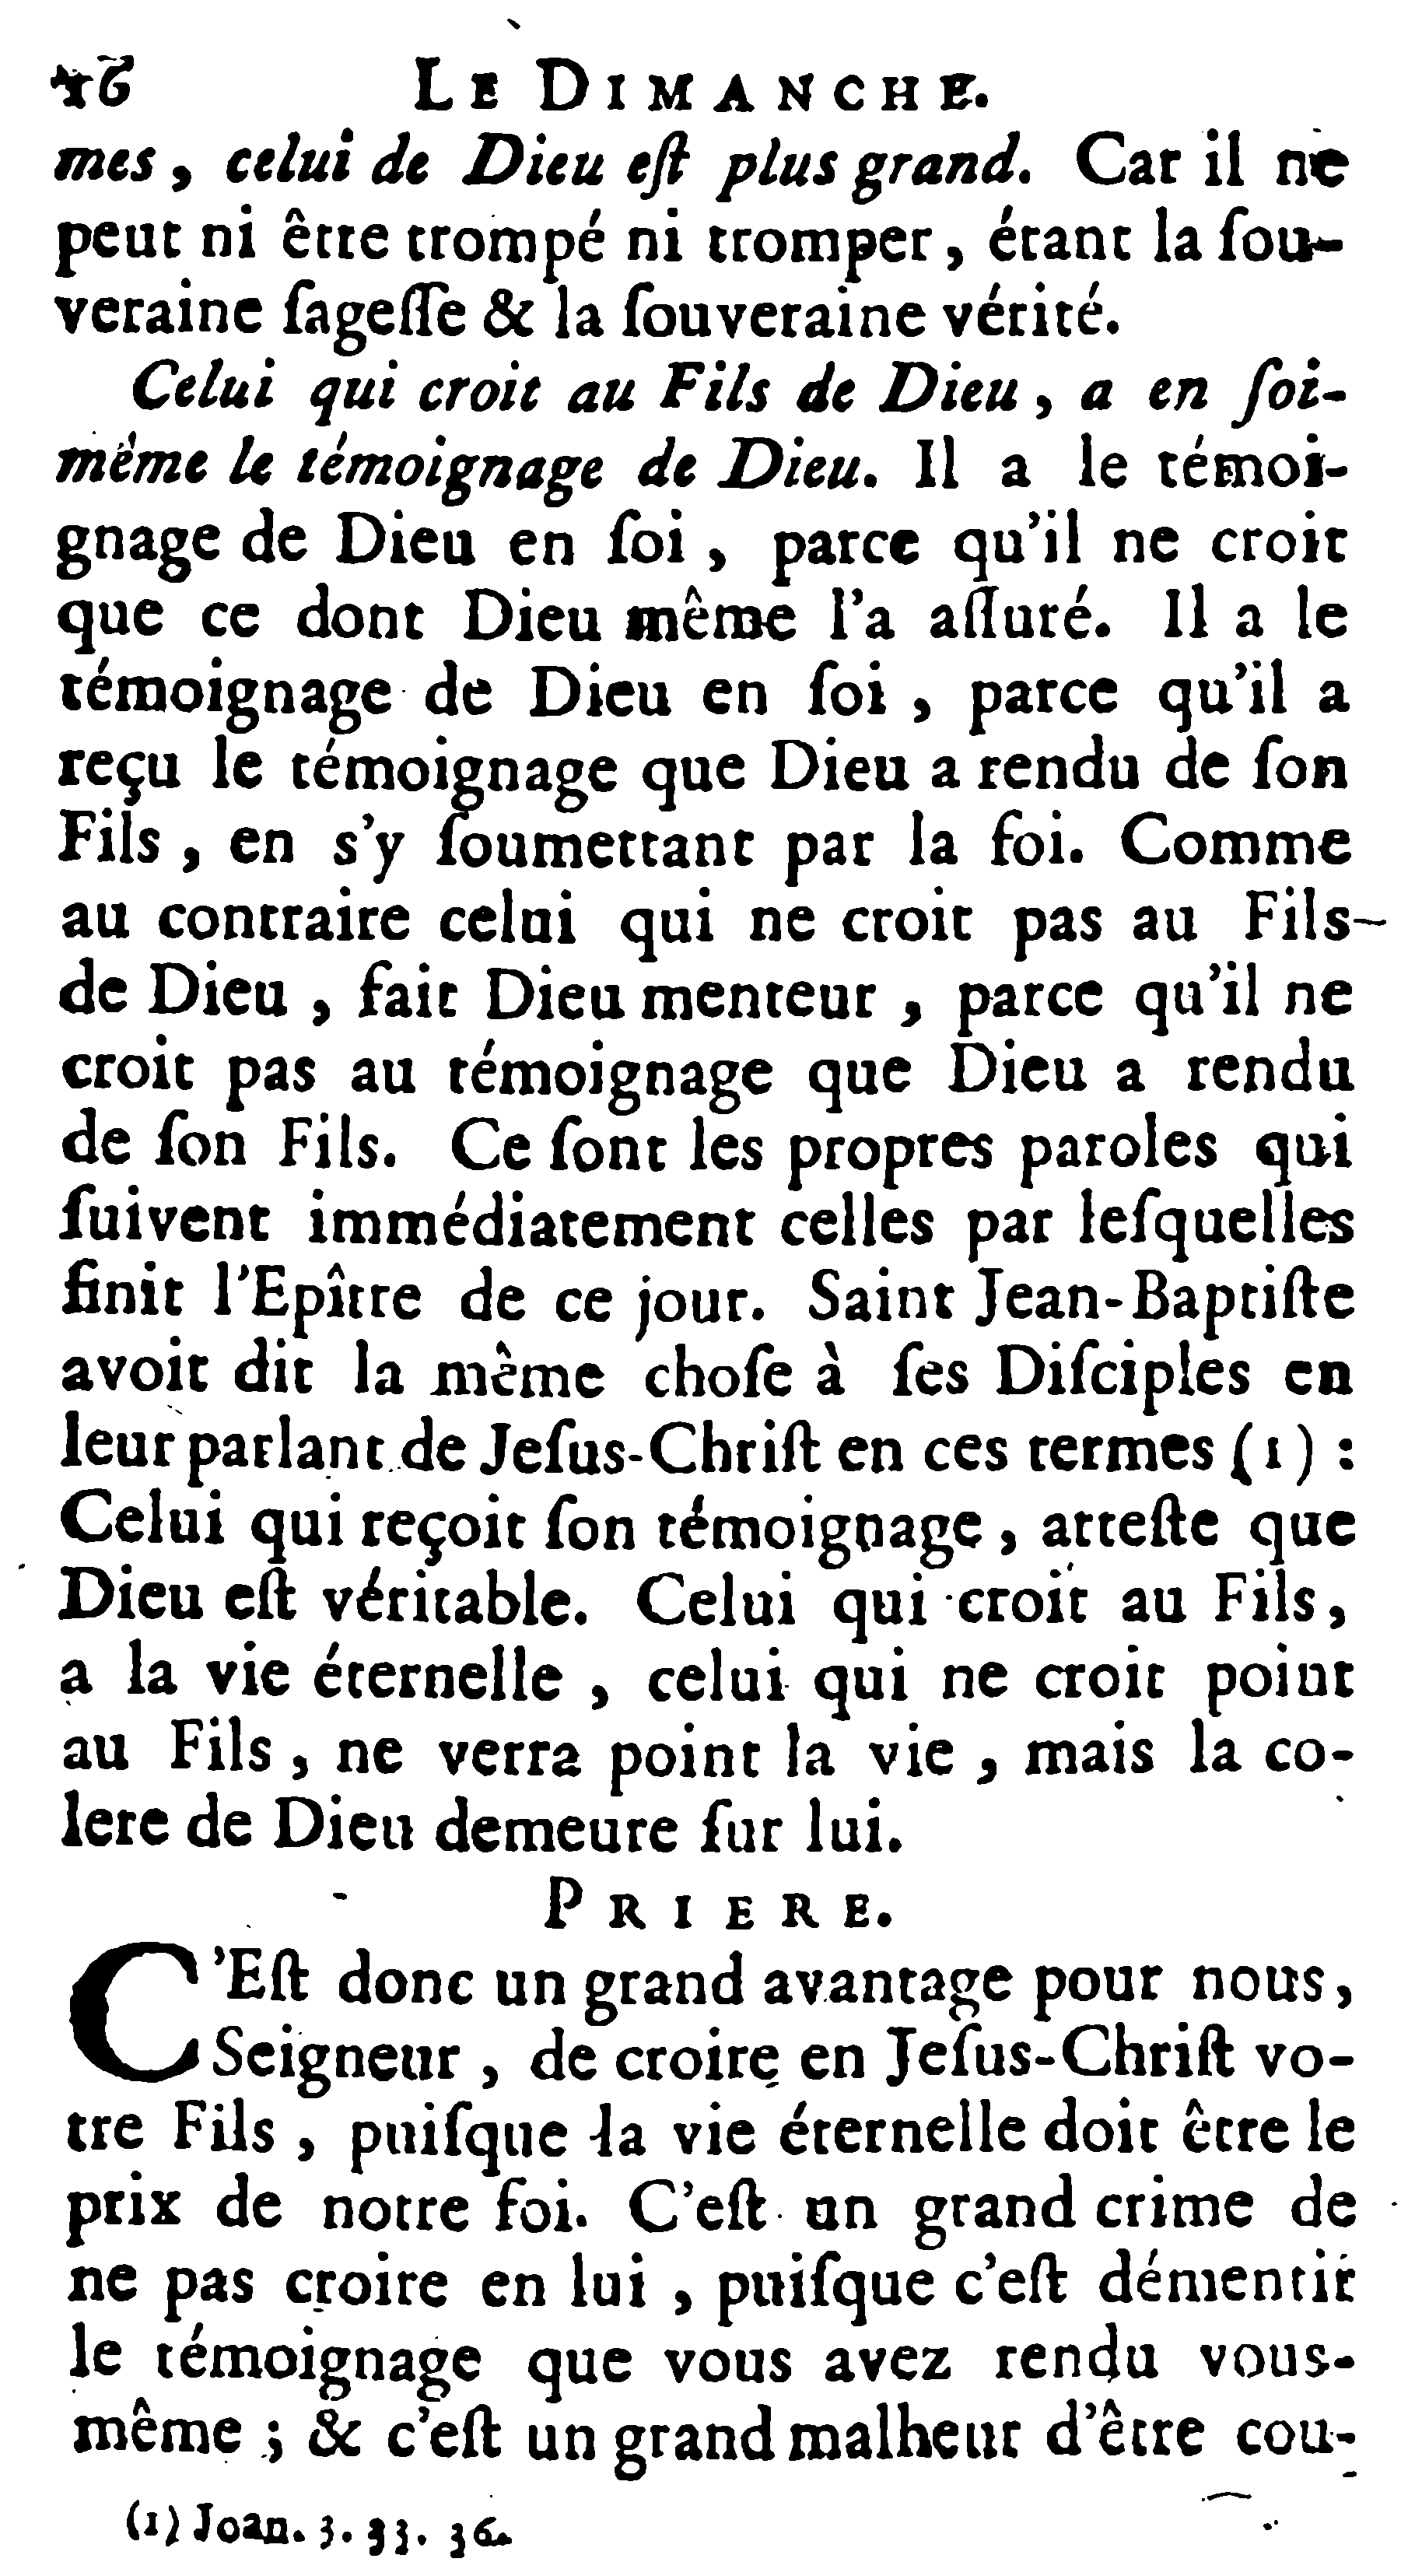 16 LE DIMANCHE.
mes, celui de Dieu eſt plus grand. Car il ne
peut ni être trompé ni tromper, étant la ſou-
veraine ſageſſe & la ſouveraine vérité.
Celui qui croit au Fils de Dieu, a en ſoi-
même le témoignage de Dieu. Il a le témoi-
gnage de Dieu en ſoi, parce qu'il ne croit
que ce dont Dieu même l'a aſſuré. Il a le
témoignage de Dieu en ſoi, parce qu'il a
reçu le témoignage que Dieu a rendu de ſon
Fils, en s'y ſoumettant par la foi. Comme
au contraire celui qui ne croit pas au Fils
de Dieu, fait Dieu menteur, parce qu'il ne
croit pas au témoignage que Dieu a rendu
de ſon Fils. Ce ſont les propres paroles qui
ſuivent immédiatement celles par leſquelles
finit l'Epître de ce jour. Saint Jean-Baptiſte
avoit dit la même choſe à ſes Diſciples en
leur parlant de Jeſus-Chriſt en ces termes (1) :
Celui qui reçoit ſon témoignage, atteſte que
Dieu eſt véritable. Celui qui croit au Fils,
a la vie éternelle, celui qui ne croit point
au Fils, ne verra point la vie, mais la co-
lere de Dieu demeure ſur lui.
PRIERE.
C'Eſt donc un grand avantage pour nous,
Seigneur, de croire en Jeſus-Chriſt vo-
tre Fils, puiſque la vie éternelle doit être le
prix de notre foi. C'eſt un grand crime de
ne pas croire en lui, puiſque c'eſt démentir
le témoignage que vous avez rendu vous-
même ; & c'eſt un grand malheur d'être cou-
(1) Joan. 3. 33. 36.